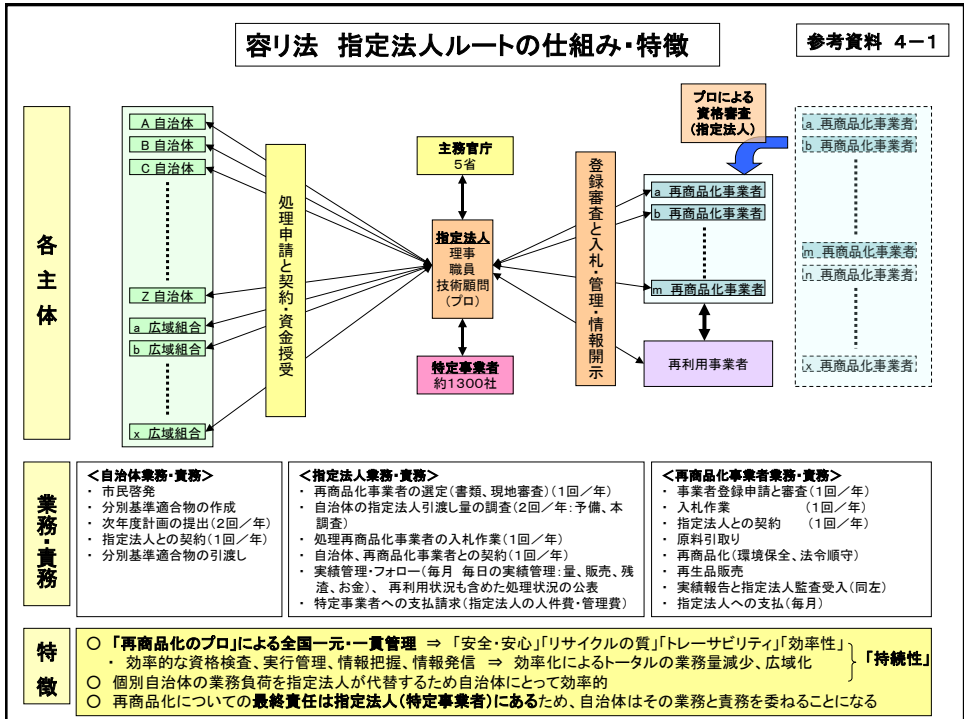 容リ法 指定法人ルートの仕組み・特徴
参考資料 4－1
各主体
A 自治体
B 自治体
C 自治体
Z 自治体
a 広域組合
b 広域組合
x 広域組合
処理申請と契約・資金授受
主務官庁
5省
指定法人
理事
職員
技術顧問
(プロ)
特定事業者
約1300社
登録審査と入札・管理・情報開示
プロによる
資格審査
(指定法人)
a 再商品化事業者
b 再商品化事業者
m 再商品化事業者
再利用事業者
a 再商品化事業者
b 再商品化事業者
m 再商品化事業者
n 再商品化事業者
x 再商品化事業者
業務・責務
＜自治体業務・責務＞
・ 市民啓発
・ 分別基準適合物の作成
・ 次年度計画の提出(2回／年)
・ 指定法人との契約(1回／年)
・ 分別基準適合物の引渡し
＜指定法人業務・責務＞
・ 再商品化事業者の選定(書類、現地審査)(1回／年)
・ 自治体の指定法人引渡し量の調査(2回／年:予備、本
調査)
・ 処理再商品化事業者の入札作業(1回／年)
・ 自治体、再商品化事業者との契約(1回／年)
・ 実績管理・フォロー(毎月 毎日の実績管理:量、販売、残
渣、お金)、 再利用状況も含めた処理状況の公表
・ 特定事業者への支払請求(指定法人の人件費・管理費)
＜再商品化事業者業務・責務＞
・ 事業者登録申請と審査(1回／年)
・ 入札作業 (1回／年)
・ 指定法人との契約 (1回／年)
・ 原料引取り
・ 再商品化(環境保全、法令順守)
・ 再生品販売
・ 実績報告と指定法人監査受入(同左)
・ 指定法人への支払(毎月)
特徴
○ 「再商品化のプロ」による全国一元・一貫管理 ⇒ 「安全・安心」「リサイクルの質」「トレーサビリティ」「効率性」
・ 効率的な資格検査、実行管理、情報把握、情報発信 ⇒ 効率化によるトータルの業務量減少、広域化
「持続性」
○ 個別自治体の業務負荷を指定法人が代替するため自治体にとって効率的
○ 再商品化についての最終責任は指定法人(特定事業者)にあるため、自治体はその業務と責務を委ねることになる